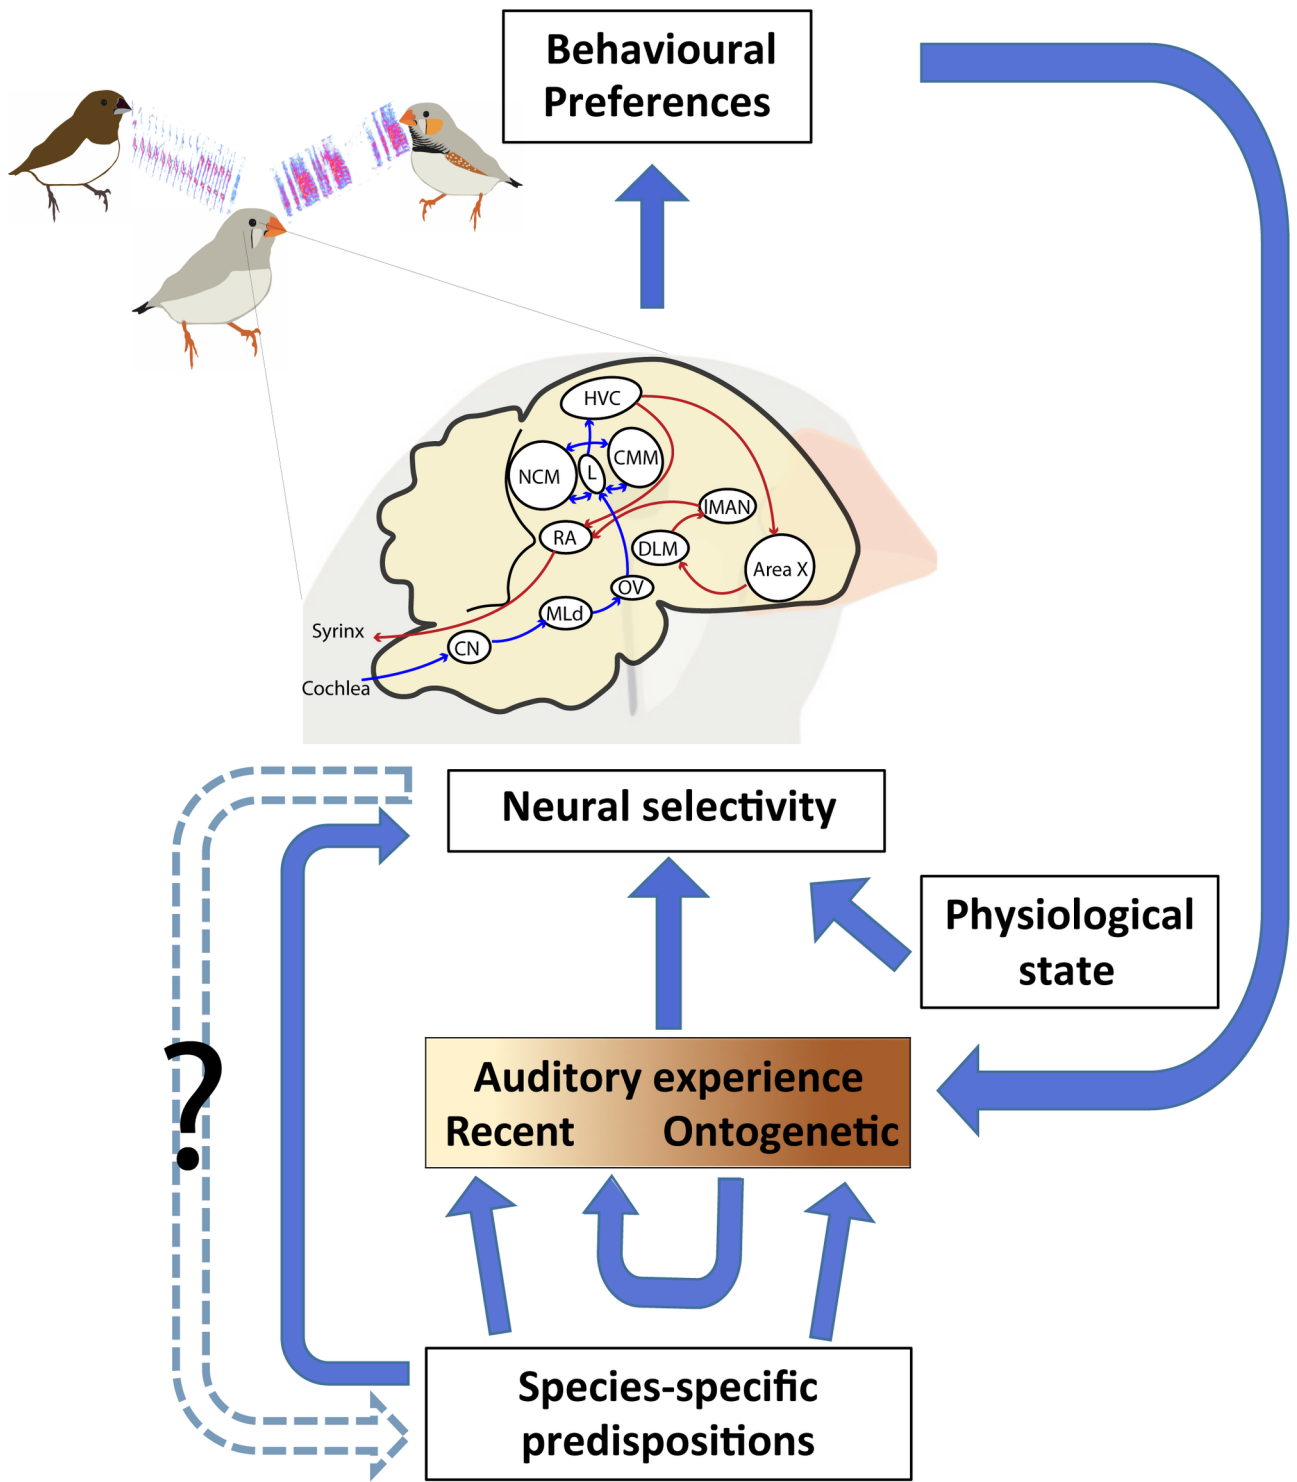 Behavioural
Preferences
HVC
NCM
L
CMM
RA
IMAN
DLM
Area X
OV
MLd
CN
Syrinx
Cochlea
Neural selectivity
Physiological
state
?
Auditory experience
Recent Ontogenetic
Species-specific
predispositions